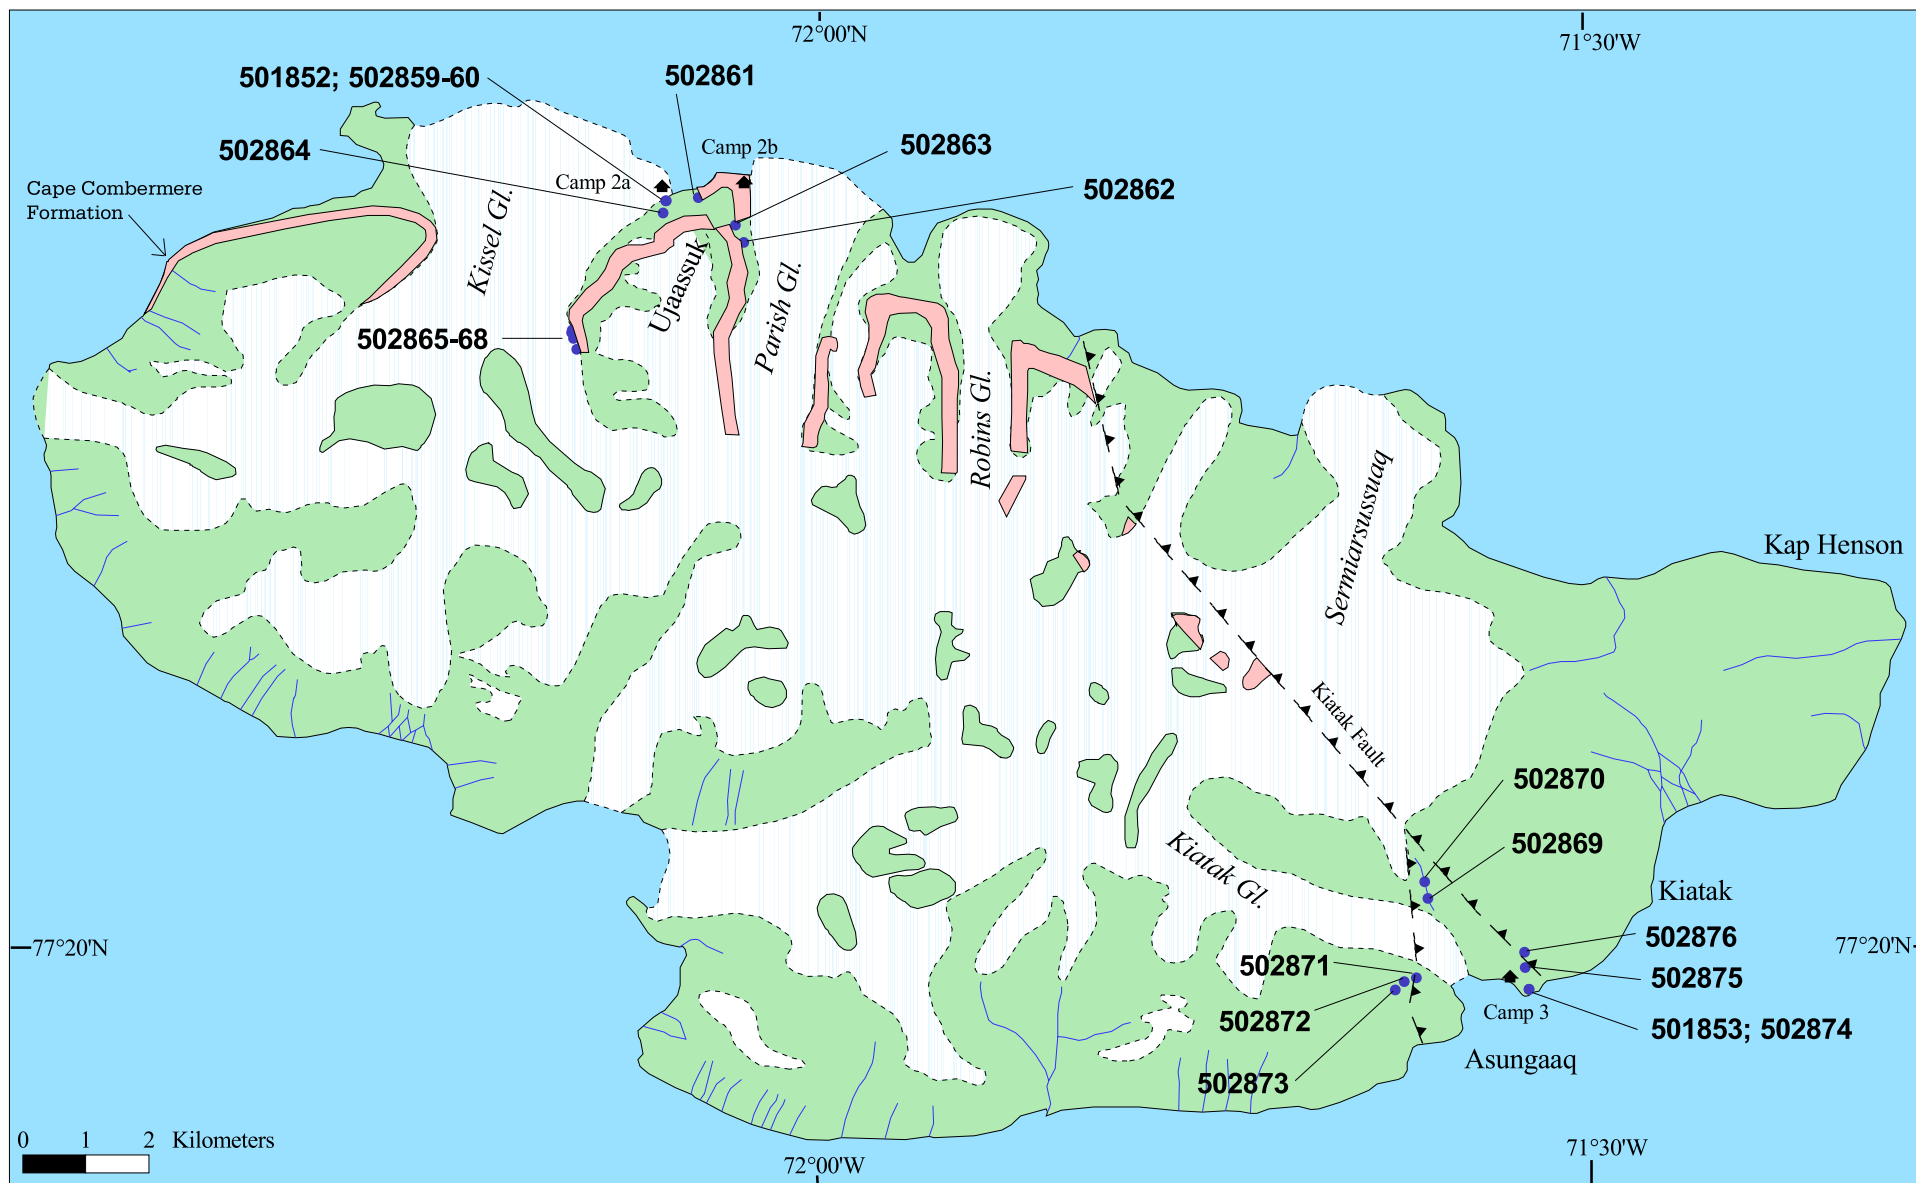 72°00'N
71°30'W
501852; 502859-60
502861
502864
Camp 2b
502863
Camp 2a
502862
Cape Combermere
Formation
Kissel Gl.
Ujaassuk
Parish Gl.
502865-68
Robins Gl.
Sermiarsussuaq
Kap Henson
Kiatak Fault
502870
502869
Kiatak Gl.
Kiatak
77°20'N
502876
77°20'N
502871
502875
502872
Camp 3
501853; 502874
Asungaaq
502873
0 1 2 Kilometers
72°00'W
71°30'W